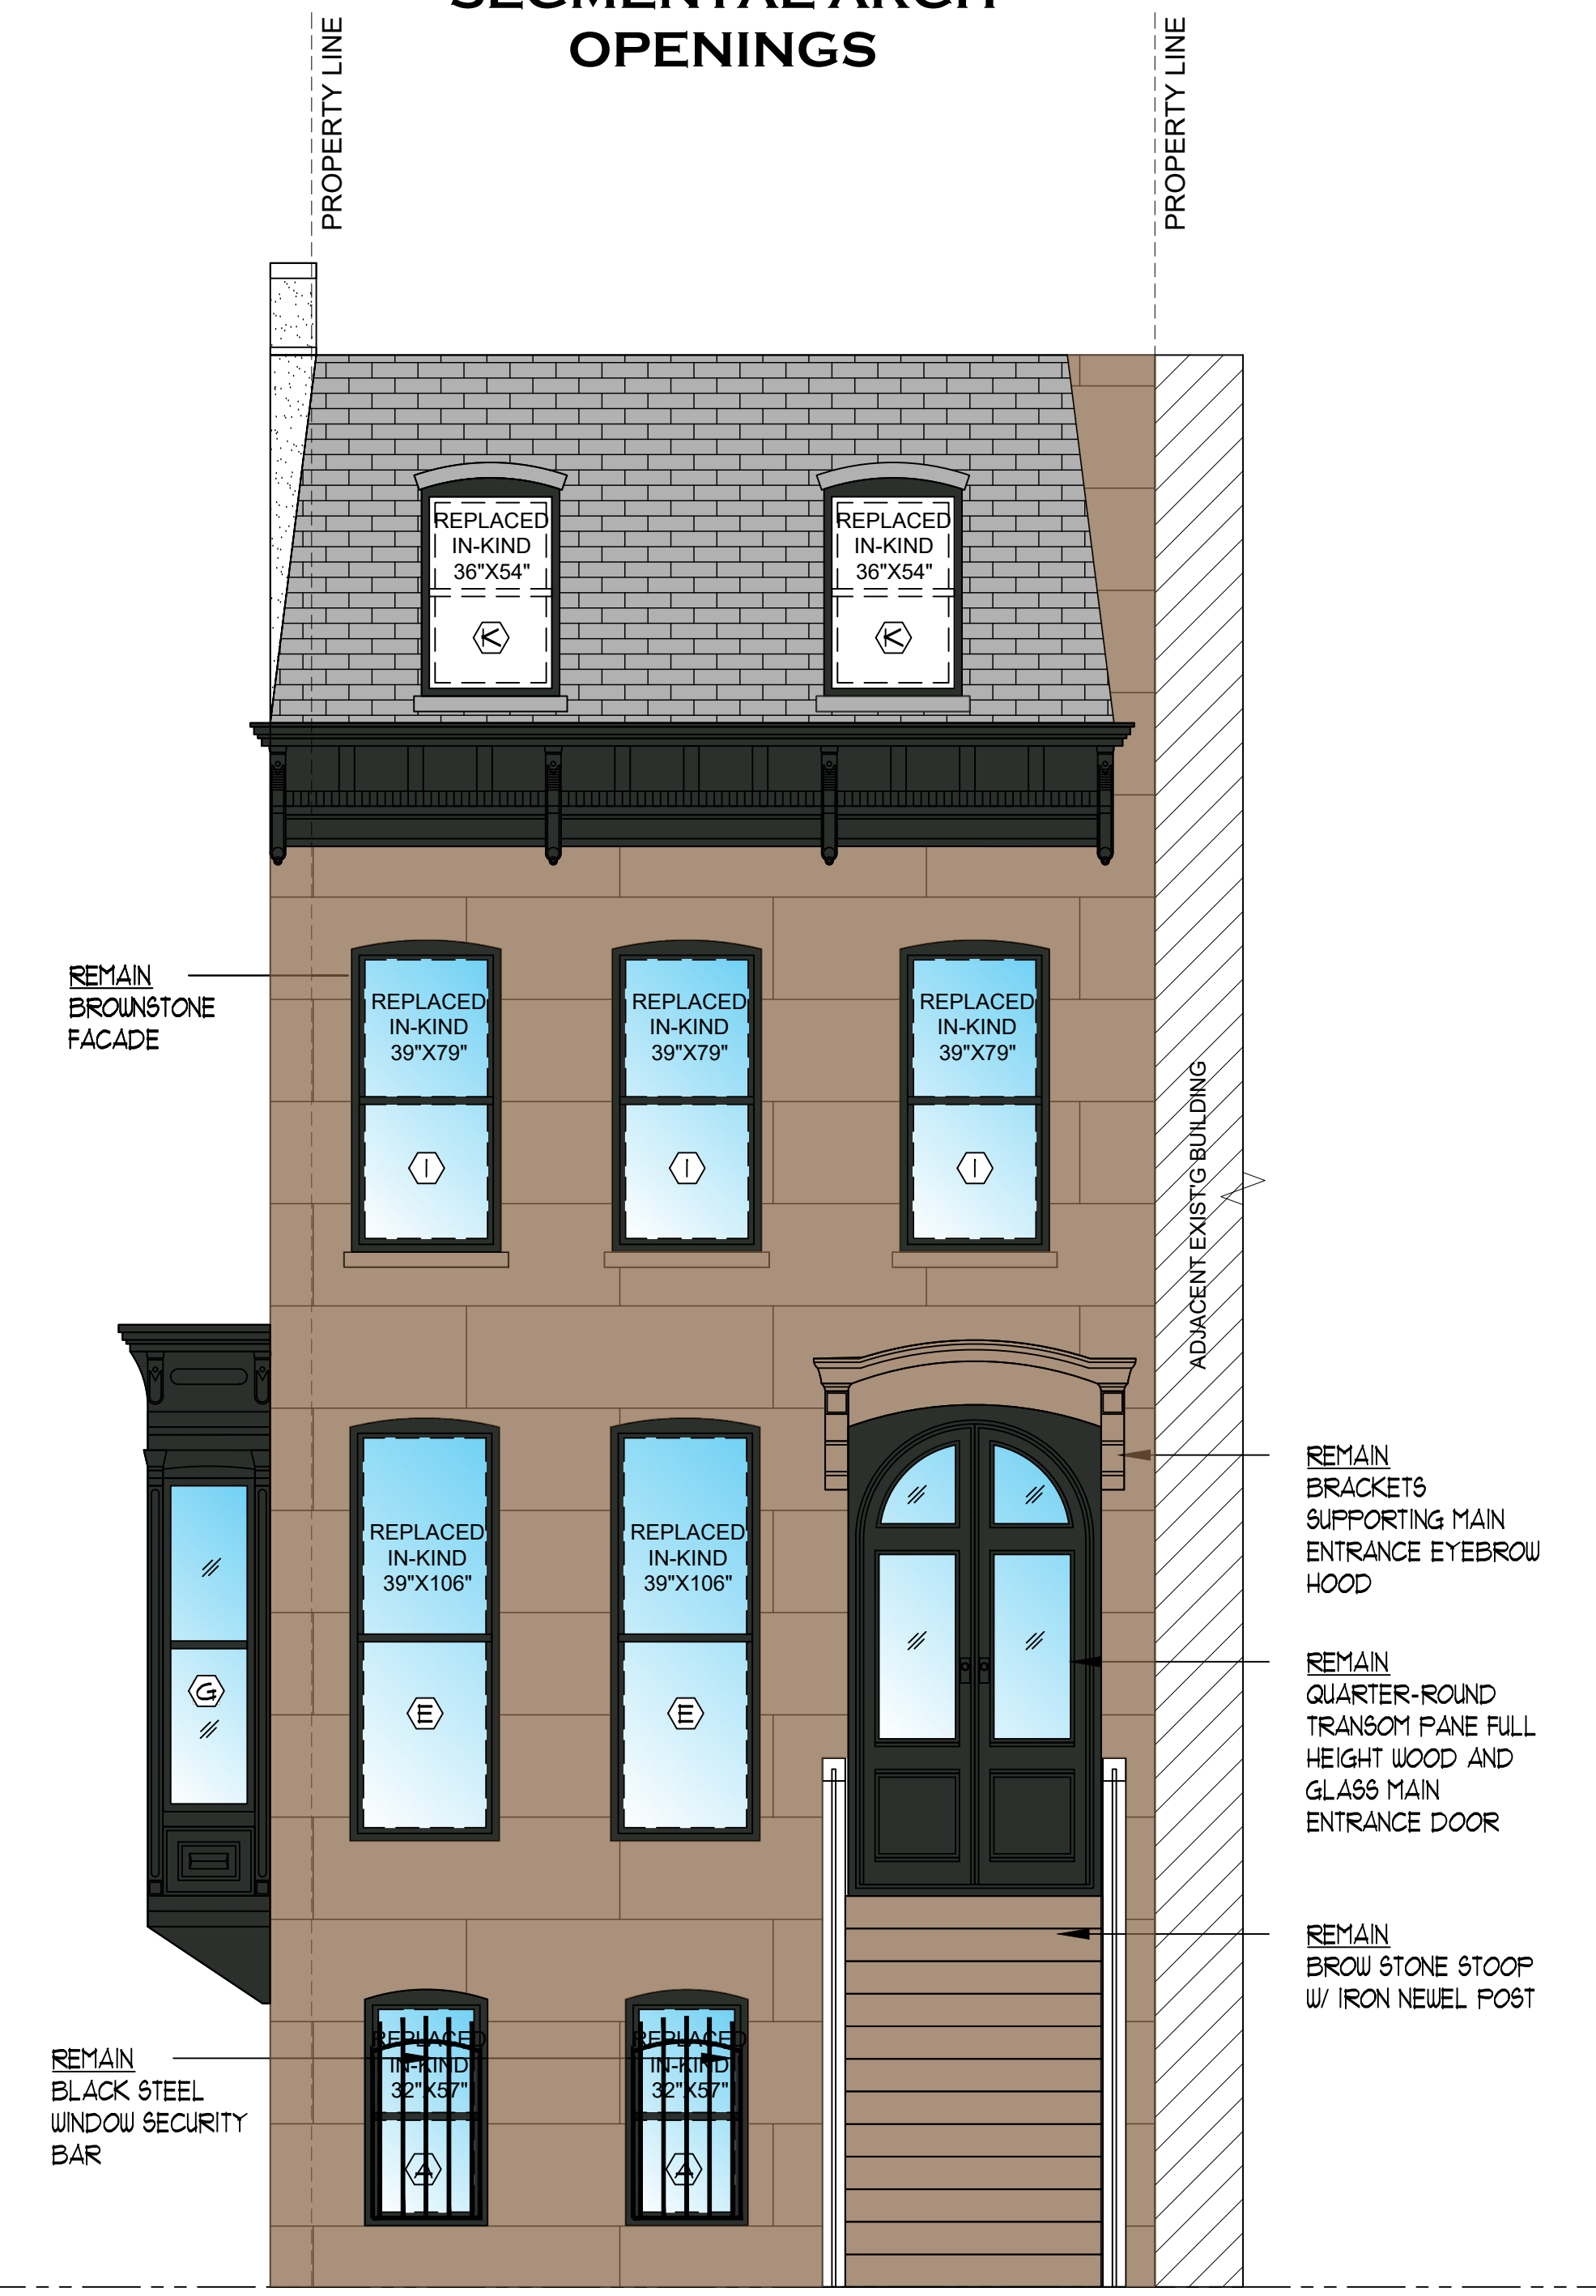 SEGMENTAL ARCH
OPENINGS
PROPERTY LINE
PROPERTY LINE
REPLACED
IN-KIND
36"X54"
K
REPLACED
IN-KIND
36"X54"
K
REMAIN
BROWNSTONE
FACADE
REPLACED
IN-KIND
39"X79"
I
REPLACED
IN-KIND
39"X79"
I
REPLACED
IN-KIND
39"X79"
I
ADJACENT EXIST'G BUILDING
G
REPLACED
IN-KIND
39"X106"
E
REPLACED
IN-KIND
39"X106"
E
REMAIN
BRACKETS
SUPPORTING MAIN
ENTRANCE EYEBROW
HOOD
REMAIN
QUARTER-ROUND
TRANSOM PANE FULL
HEIGHT WOOD AND
GLASS MAIN
ENTRANCE DOOR
REMAIN
BROW STONE STOOP
W/ IRON NEWEL POST
REMAIN
BLACK STEEL
WINDOW SECURITY
BAR
REPLACED
IN-KIND
32"X57"
A
REPLACED
IN-KIND
32"X57"
A